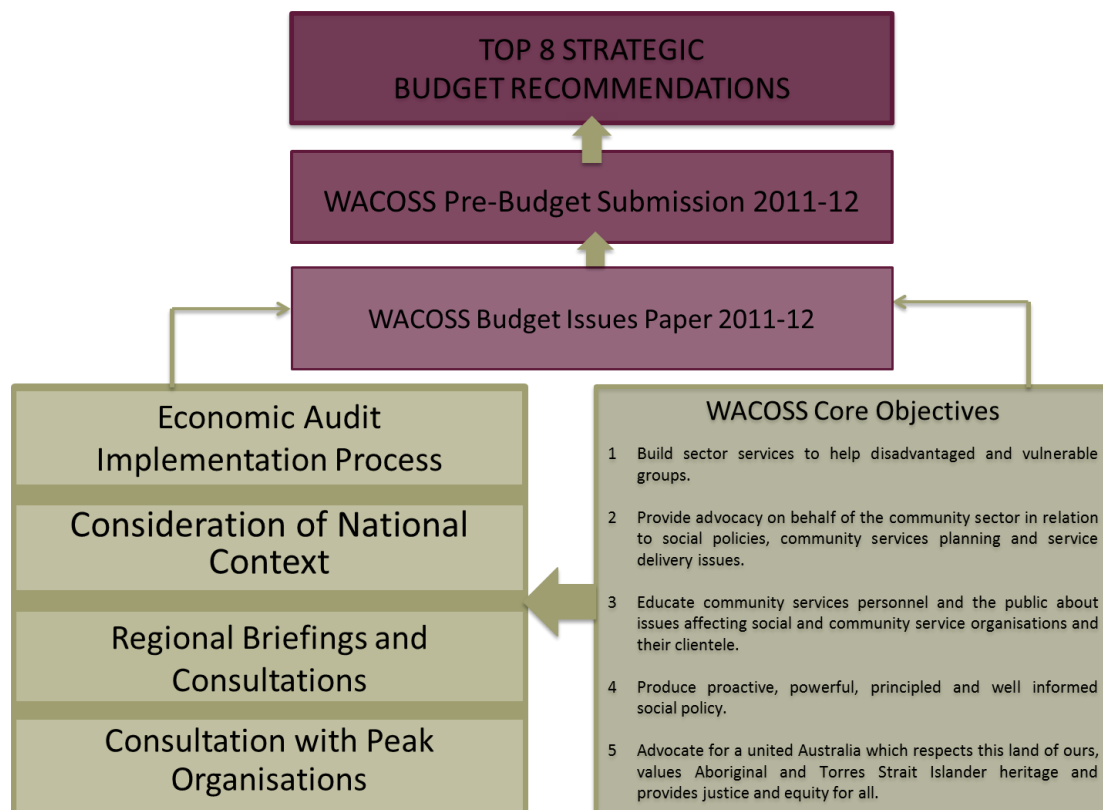 TOP 8 STRATEGIC
BUDGET RECOMMENDATIONS
WACOSS Pre-Budget Submission 2011-12
WACOSS Budget Issues Paper 2011-12
Economic Audit
Implementation Process
Consideration of National
Context
Regional Briefings and
Consultations
Consultation with Peak
Organisations
WACOSS Core Objectives
1 Build sector services to help disadvantaged and vulnerable
groups.
2 Provide advocacy on behalf of the community sector in relation
to social policies, community services planning and service
delivery issues.
3 Educate community services personnel and the public about
issues affecting social and community service organisations and
their clientele.
4 Produce proactive, powerful, principled and well informed
social policy.
5 Advocate for a united Australia which respects this land of ours,
values Aboriginal and Torres Strait Islander heritage and
provides justice and equity for all.